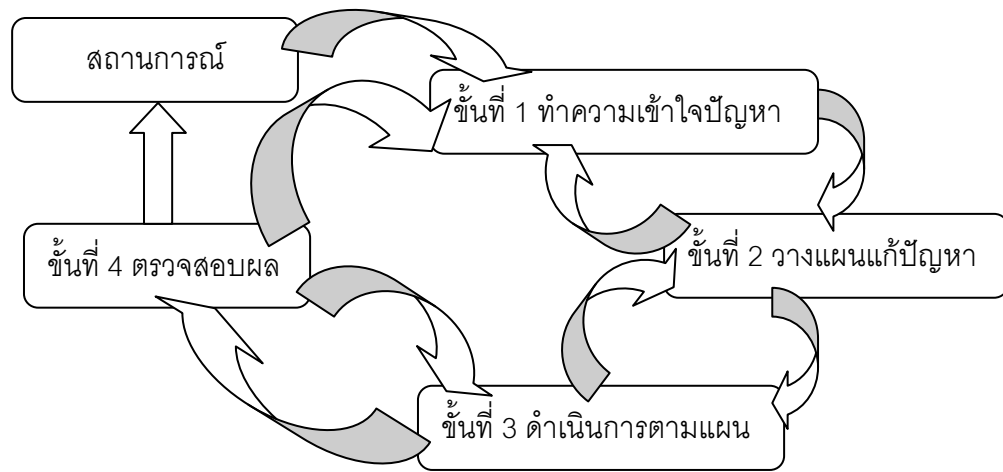 สถานการณ์
ขั้นที่ 1 ทำความเข้าใจปัญหา
ขั้นที่ 2 วางแผนแก้ปัญหา
ขั้นที่ 4 ตรวจสอบผล
ขั้นที่ 3 ดำเนินการตามแผน